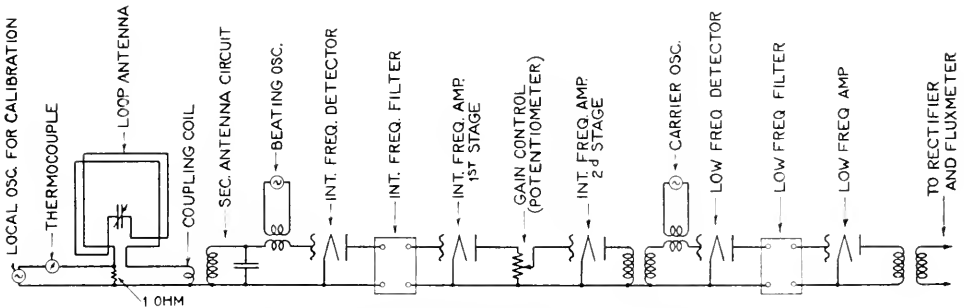 LOCAL OSC. FOR CALIBRATION
THERMOCOUPLE
LOOP ANTENNA
1 OHM
COUPLING COIL
SEC. ANTENNA CIRCUIT
BEATING OSC.
INT. FREQ. DETECTOR
INT. FREQ. FILTER
INT. FREQ. AMP.
1ST STAGE
GAIN CONTROL
(POTENTIOMETER)
INT. FREQ. AMP.
2d STAGE
CARRIER OSC.
LOW FREQ DETECTOR
LOW FREQ FILTER
LOW FREQ AMP
TO RECTIFIER
AND FLUXMETER